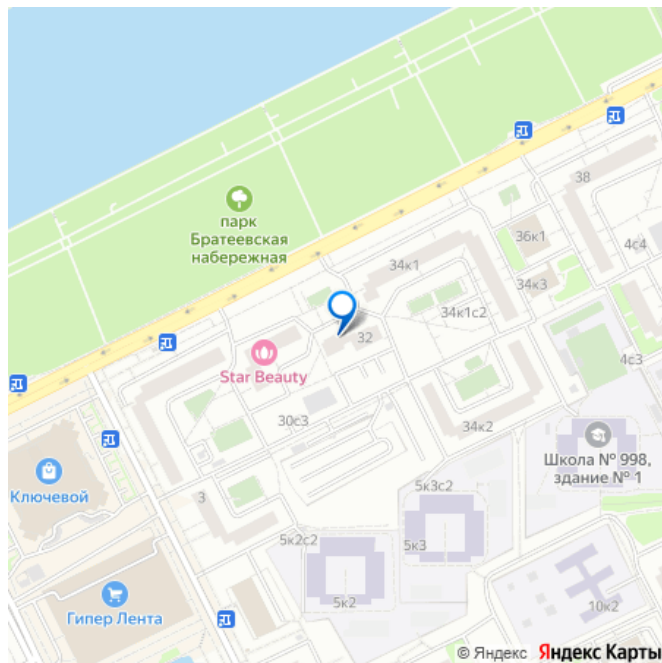 парк
Братеевская
набережная
38
36к1
4с4
34к1
34к3
34к1с2
32
Star Beauty
4с3
30с3
34к2
Школа № 998,
здание № 1
Ключевой
3
5к3с2
5к2с2
5к3
Гипер Лента
5к2
10к2
© Яндекс Яндекс Карты